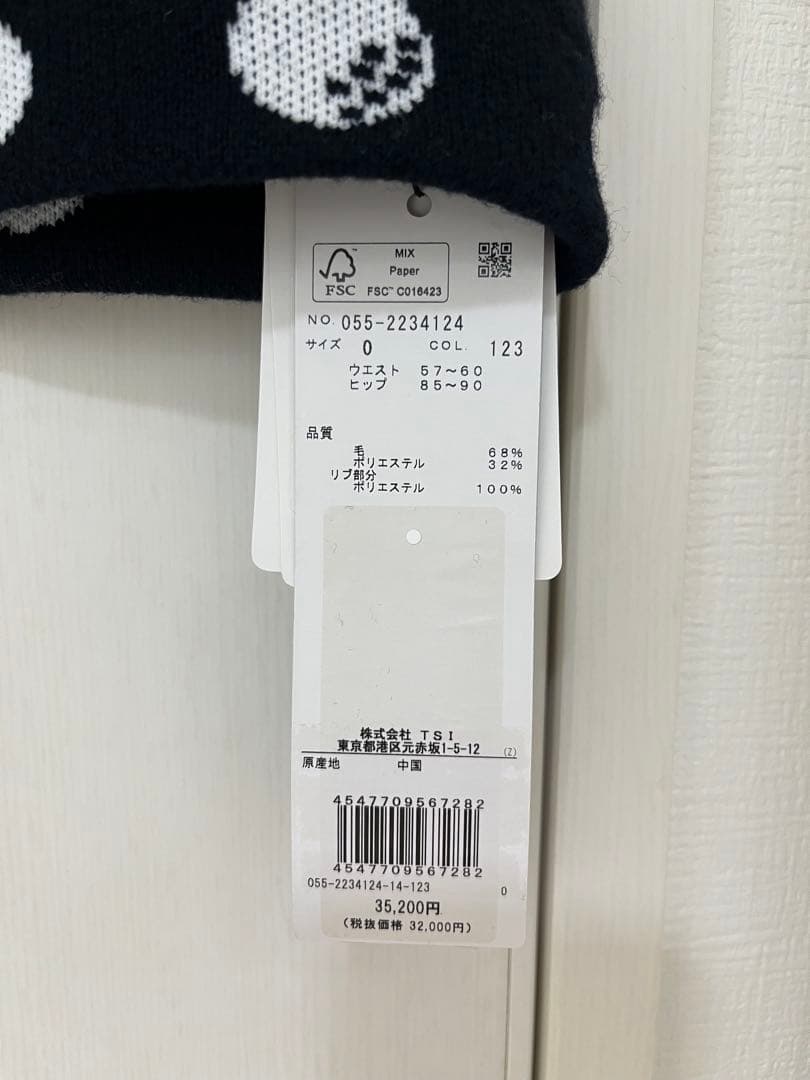 FSC™
MIX
Paper
FSC™ C016423
NO. 055-2234124
サイズ 0 COL. 123
ウエスト 57～60
ヒップ 85～90
品質
毛 68%
ポリエステル 32%
リブ部分
ポリエステル 100%
株式会社 TSI
東京都港区元赤坂1-5-12 (Z)
原産地 中国
4547709567282
4547709567282
055-2234124-14-123 0
35,200円
(税抜価格 32,000円)